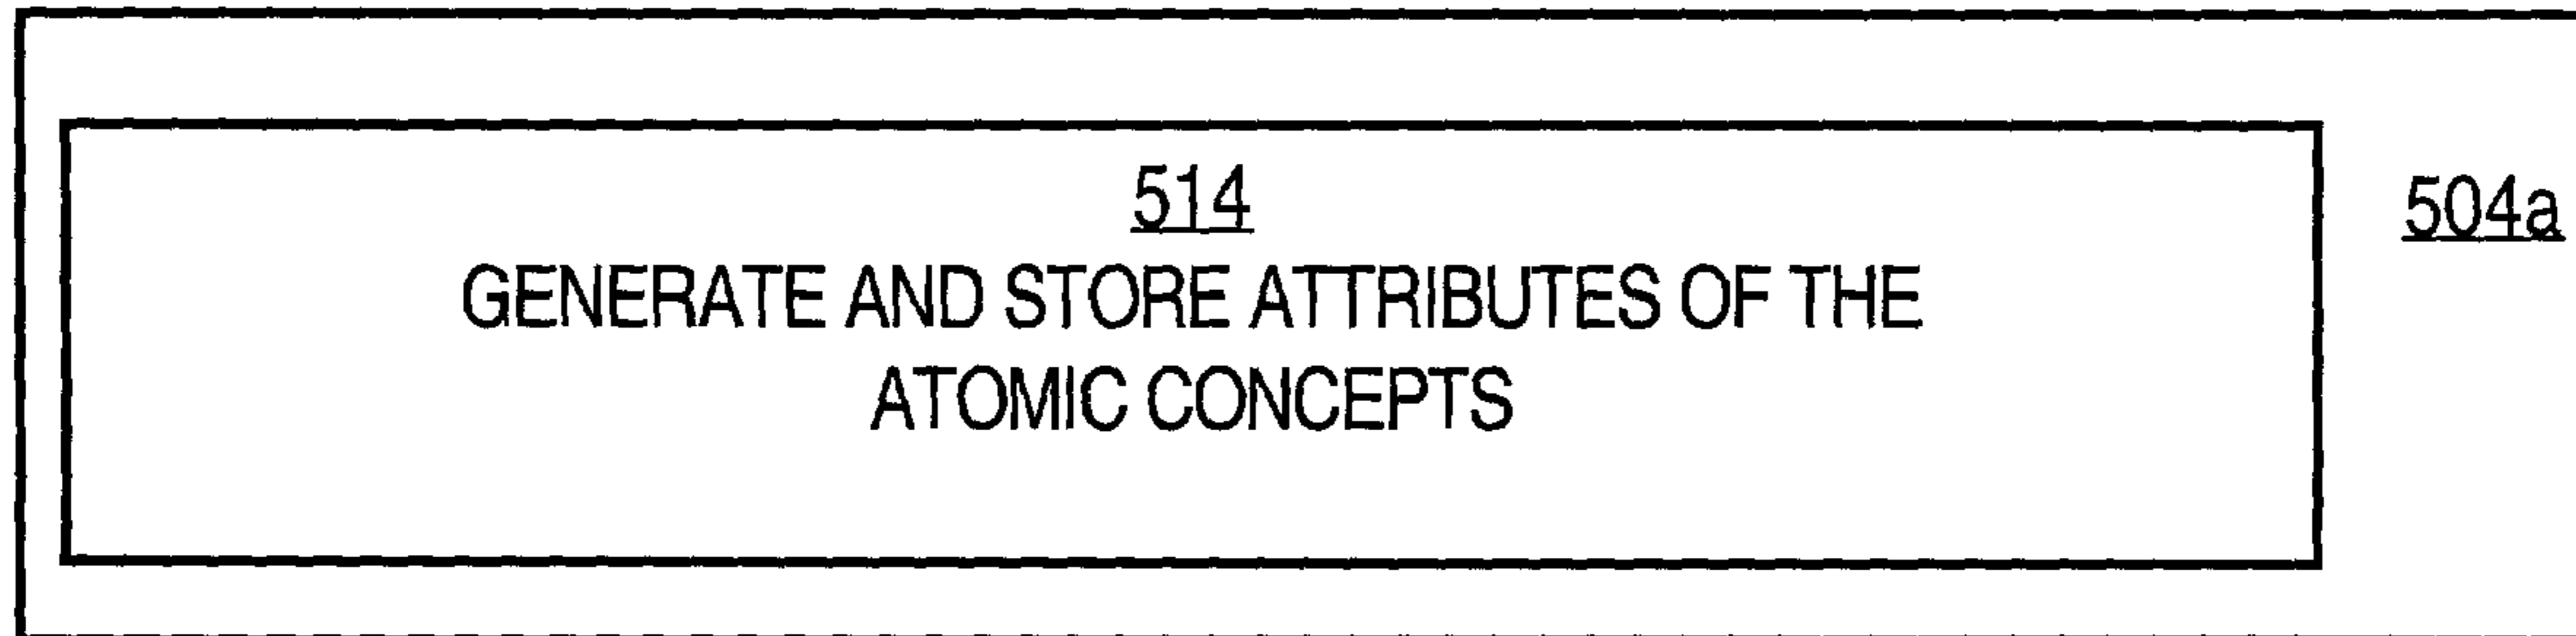 514
504a
GENERATE AND STORE ATTRIBUTES OF THE
ATOMIC CONCEPTS